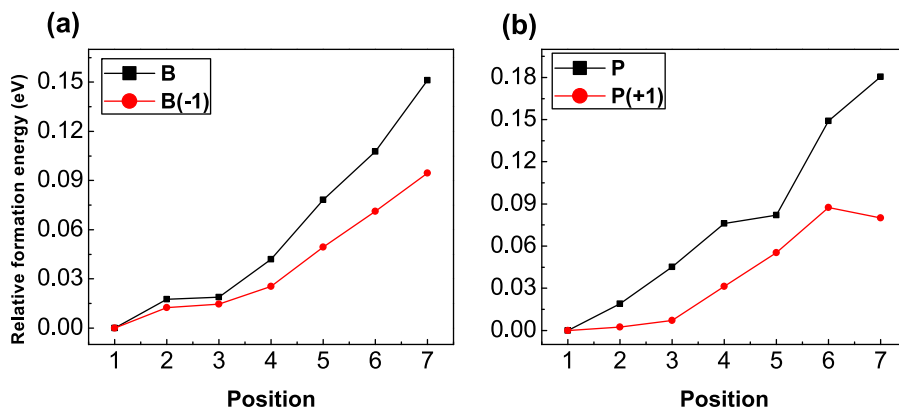 (a)
B
B(-1)
Relative formation energy (eV)
0.15
0.12
0.09
0.06
0.03
0.00
1 2 3 4 5 6 7
Position
(b)
P
P(+1)
0.18
0.15
0.12
0.09
0.06
0.03
0.00
1 2 3 4 5 6 7
Position